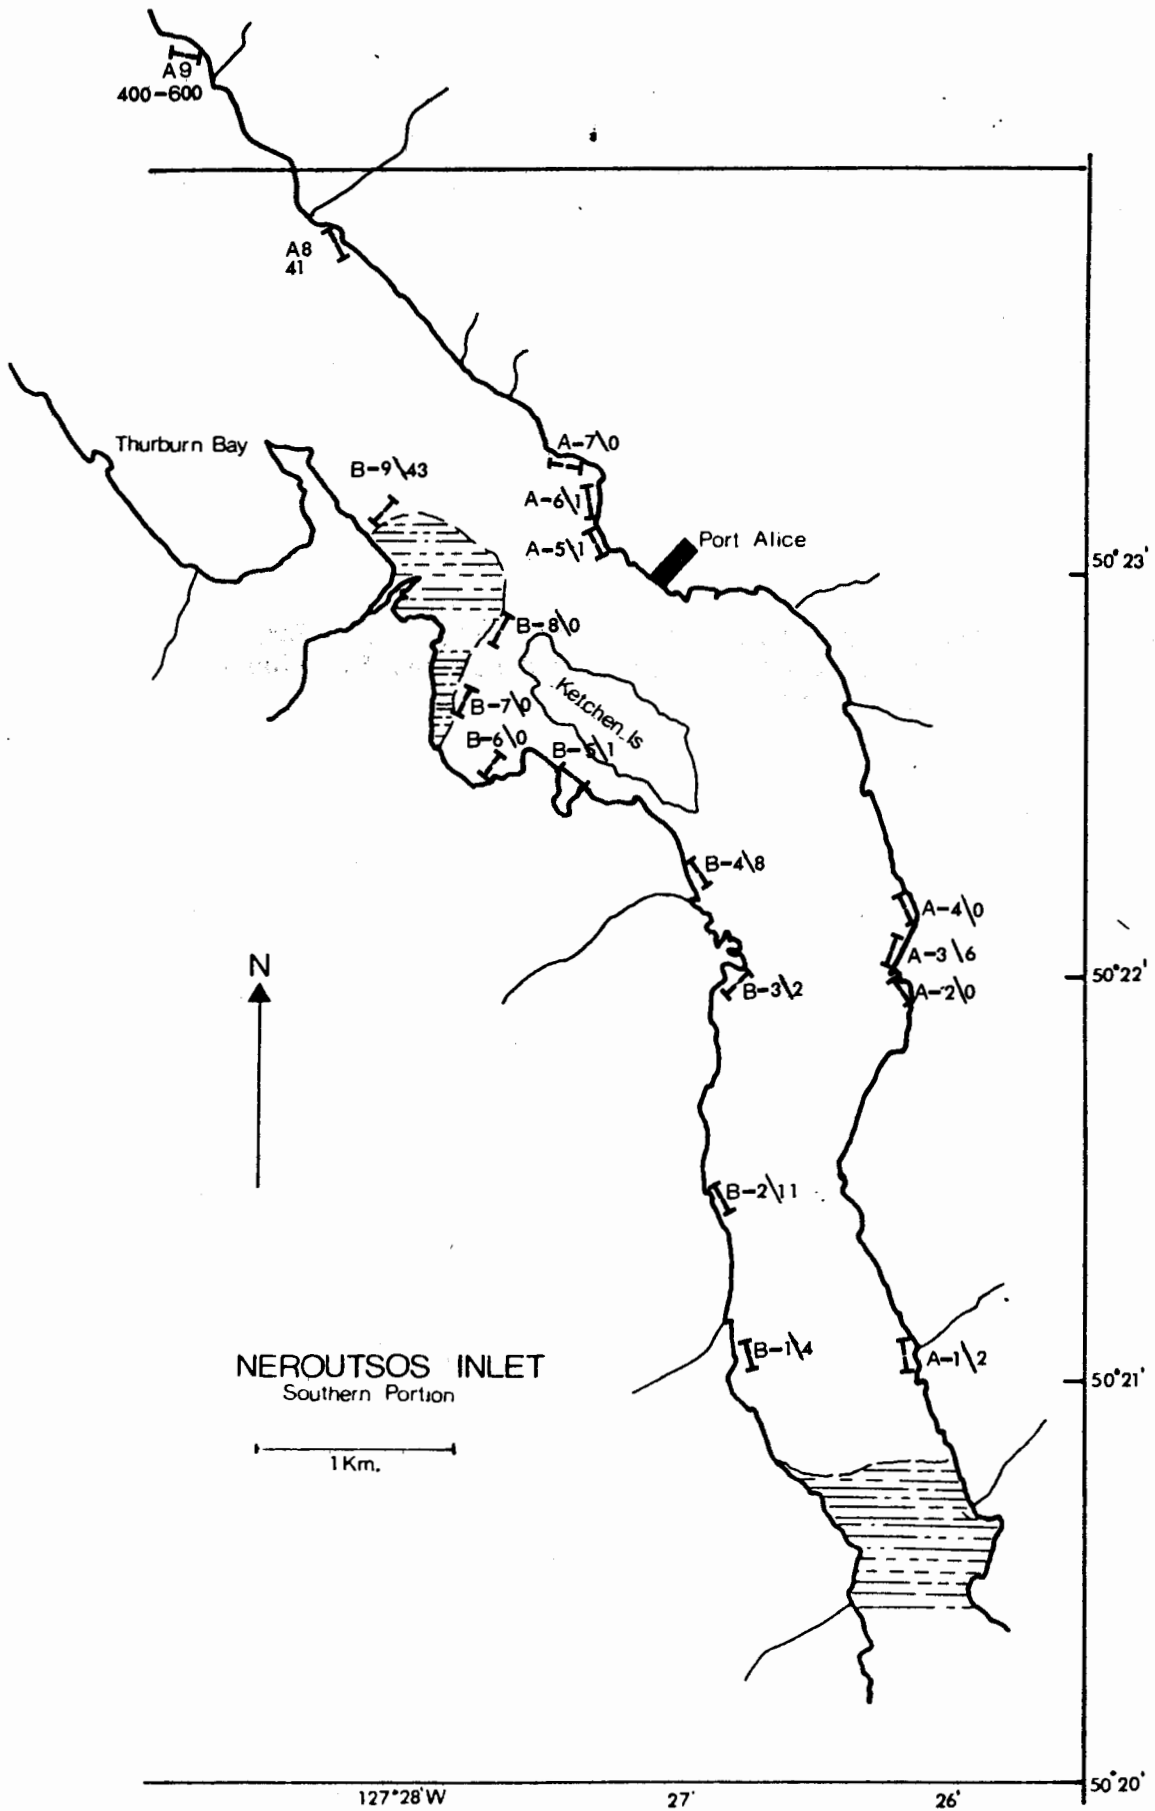 A9
400-600
A8
41
Thurburn Bay
A-7\0
B-9\43
A-6\1
A-5\1
Port Alice
50°23'
B-8\0
Ketchen Is
B-7\0
B-6\0
B-5\1
B-4\8
A-4\0
A-3\6
N
50°22'
B-3\2
A-2\0
B-2\11
B-1\4
A-1\2
NEROUTSOS INLET
50°21'
Southern Portion
1 Km.
50°20'
127°28'W
27'
26'